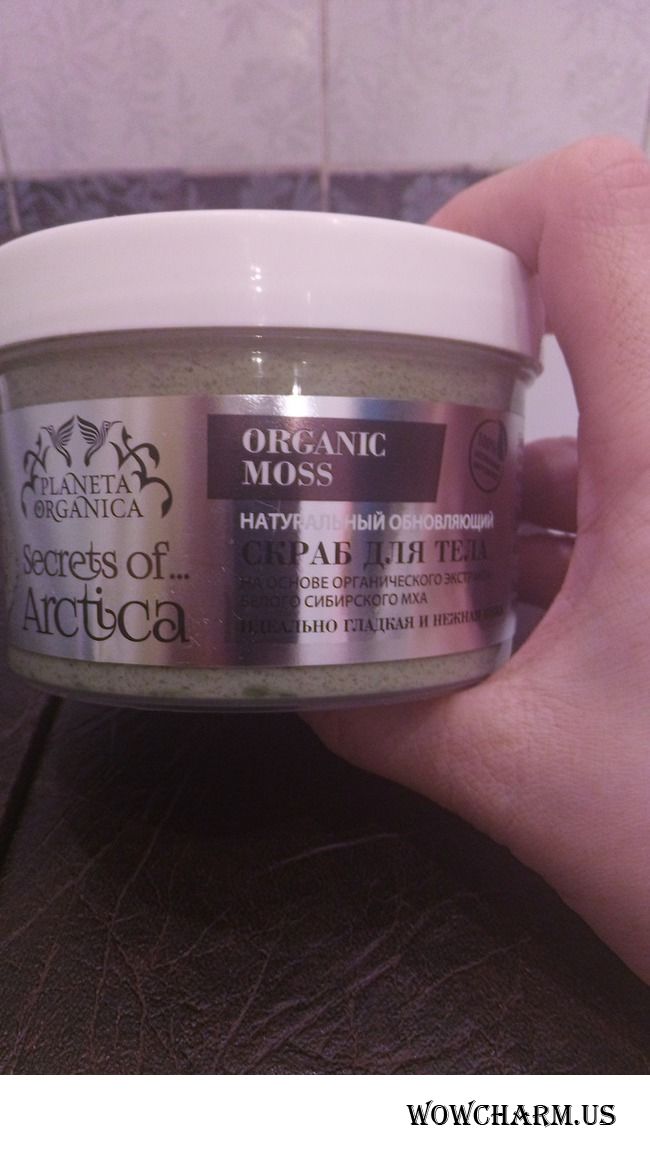 PLANETA
ORGANICA
Secrets of...
Arctica
ORGANIC
MOSS
НАТУРАЛЬНЫЙ ОБНОВЛЯЮЩИЙ
СКРАБ ДЛЯ ТЕЛА
НА ОСНОВЕ ОРГАНИЧЕСКОГО
БЕЛОГО СИБИРСКОГО МХА
ИДЕАЛЬНО ГЛАДКАЯ И НЕЖНАЯ
WOWCHARM.US